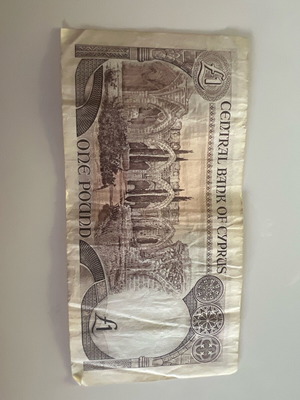 CENTRAL BANK OF CYPRUS
£1
ONE POUND
£1